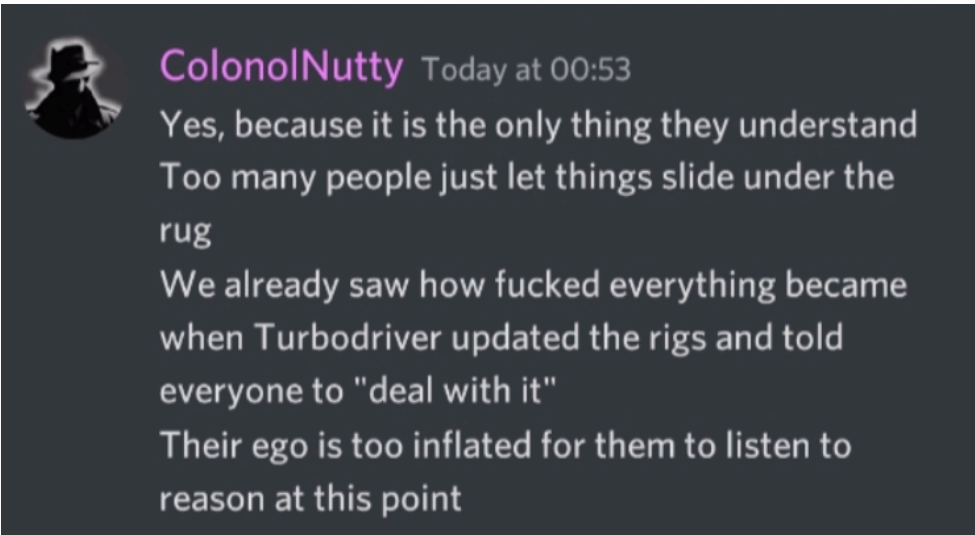 ColonolNutty Today at 00:53
Yes, because it is the only thing they understand
Too many people just let things slide under the
rug
We already saw how fucked everything became
when Turbodriver updated the rigs and told
everyone to "deal with it"
Their ego is too inflated for them to listen to
reason at this point